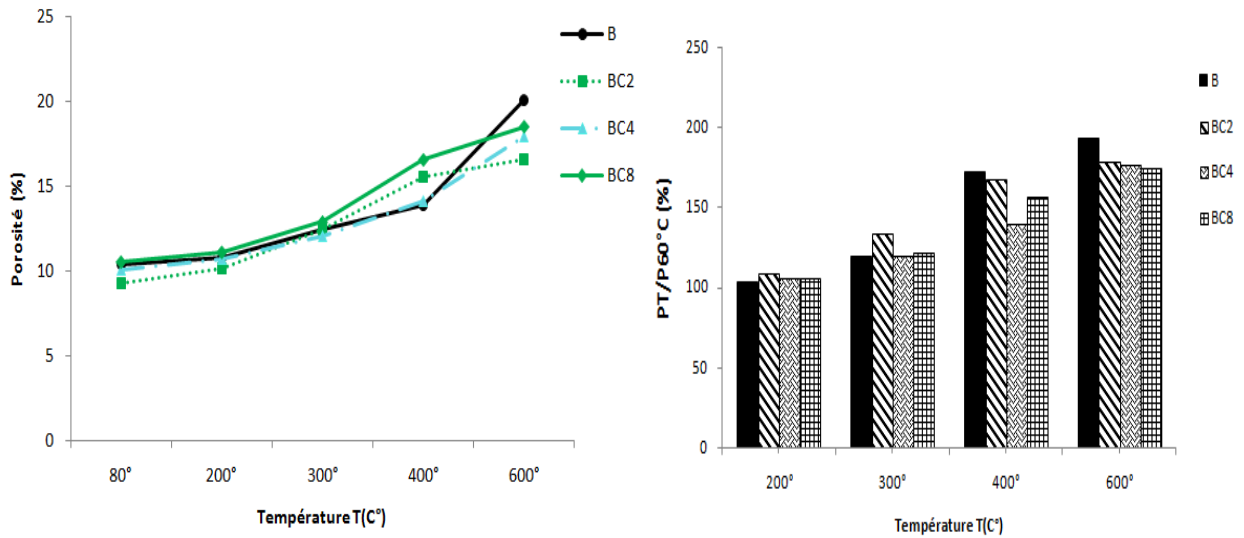 25
20
15
10
5
0
Porosité (%)
80°
200°
300°
400°
600°
Température T(C°)
B
BC2
BC4
BC8
250
200
150
100
50
0
PT/P60°C (%)
200°
300°
400°
600°
Température T(C°)
B
BC2
BC4
BC8